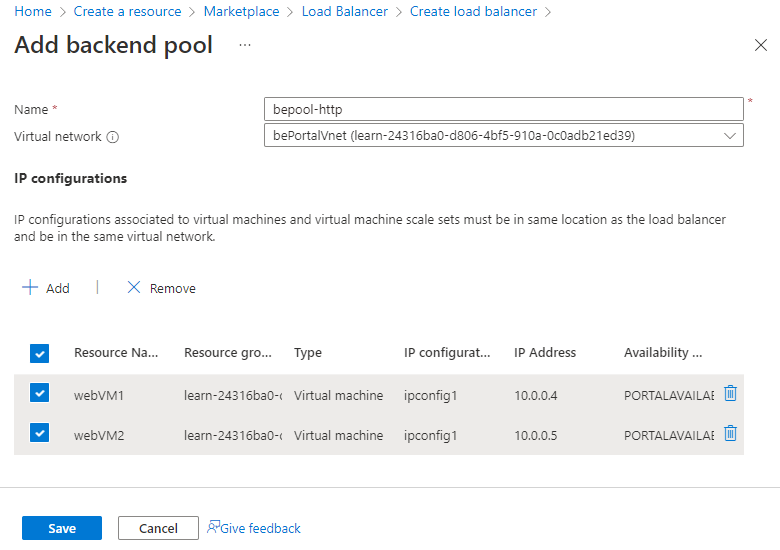 Home > Create a resource > Marketplace > Load Balancer > Create load balancer >
Add backend pool ...
Name *
bepool-http
*
Virtual network
bePortalVnet (learn-24316ba0-d806-4bf5-910a-0c0adb21ed39)
IP configurations
IP configurations associated to virtual machines and virtual machine scale sets must be in same location as the load balancer
and be in the same virtual network.
Add | Remove
Resource Na... Resource gro... Type IP configurat... IP Address Availability ...
webVM1 learn-24316ba0-d Virtual machine ipconfig1 10.0.0.4 PORTALAVAILAB
webVM2 learn-24316ba0-d Virtual machine ipconfig1 10.0.0.5 PORTALAVAILAB
Save Cancel Give feedback